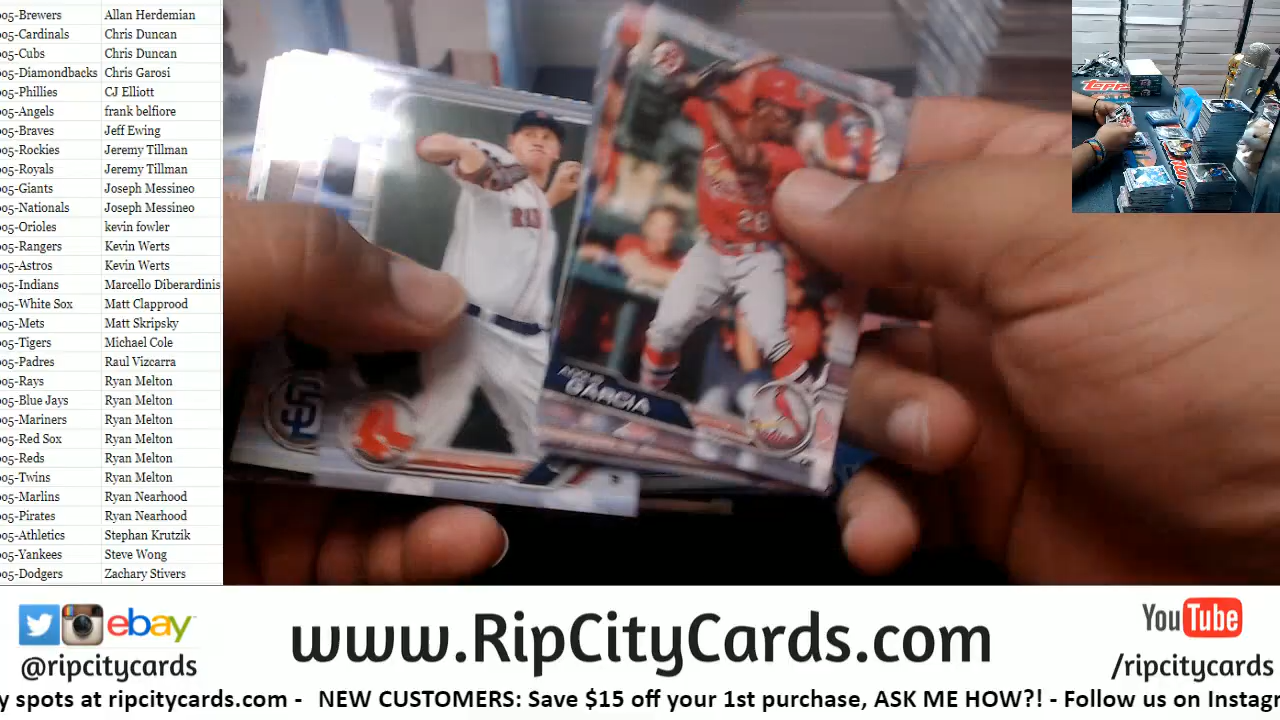 005-Brewers Allan Herdemian
005-Cardinals Chris Duncan
005-Cubs Chris Duncan
005-Diamondbacks Chris Garosi
005-Phillies CJ Elliott
005-Angels frank belfiore
005-Braves Jeff Ewing
005-Rockies Jeremy Tillman
005-Royals Jeremy Tillman
005-Giants Joseph Messineo
005-Nationals Joseph Messineo
005-Orioles kevin fowler
005-Rangers Kevin Werts
005-Astros Kevin Werts
005-Indians Marcello Diberardinis
005-White Sox Matt Clapprood
005-Mets Matt Skripsky
005-Tigers Michael Cole
005-Padres Raul Vizcarra
005-Rays Ryan Melton
005-Blue Jays Ryan Melton
005-Mariners Ryan Melton
005-Red Sox Ryan Melton
005-Reds Ryan Melton
005-Twins Ryan Melton
005-Marlins Ryan Nearhood
005-Pirates Ryan Nearhood
005-Athletics Stephan Krutzik
005-Yankees Steve Wong
005-Dodgers Zachary Stivers
RED
28
GARCIA
SD
TOPPS
ebay
@ripcitycards
www.RipCityCards.com
YouTube
/ripcitycards
y spots at ripcitycards.com - NEW CUSTOMERS: Save $15 off your 1st purchase, ASK ME HOW?! - Follow us on Instagr